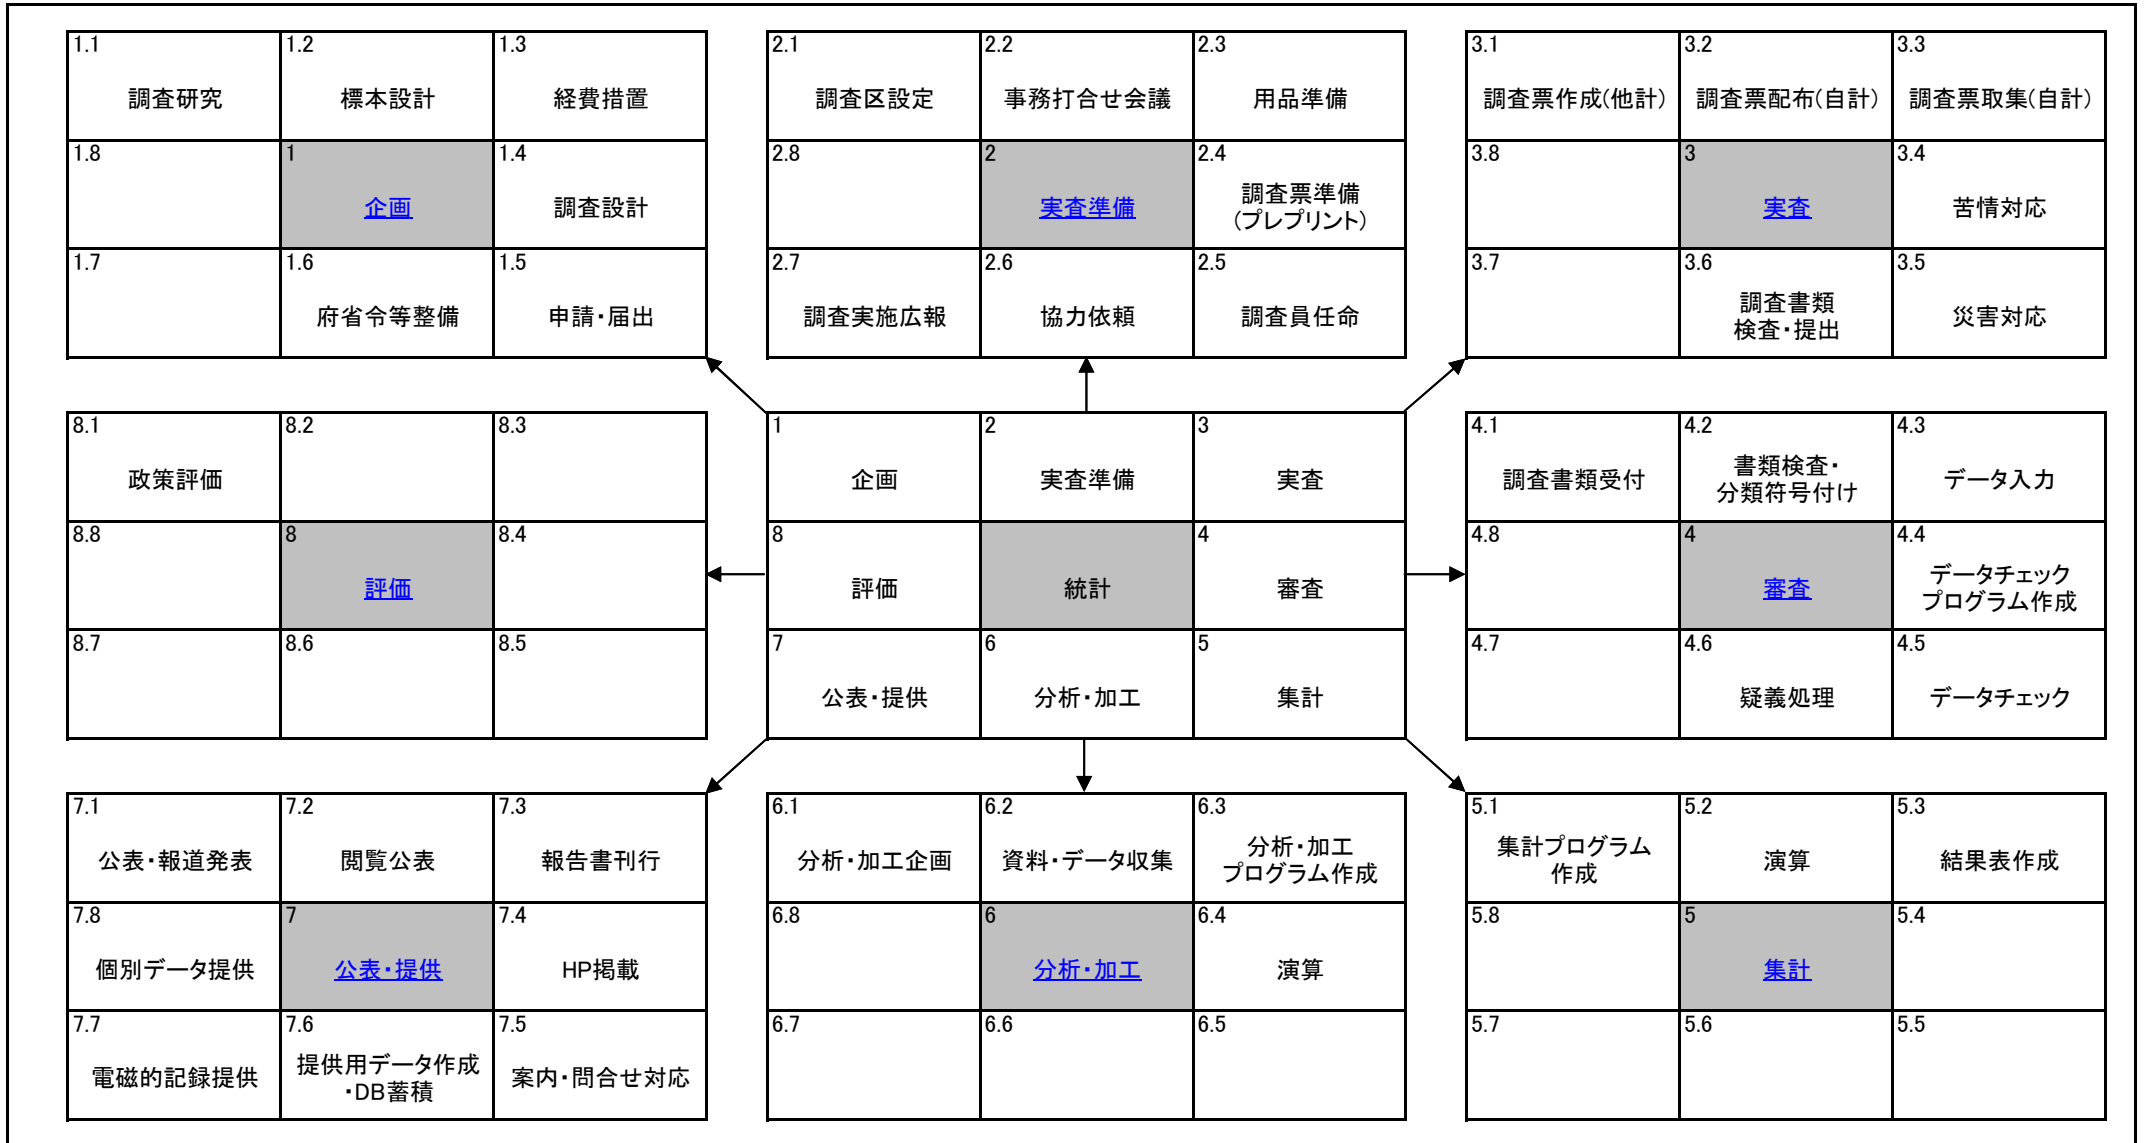 1.1
調査研究
1.2
標本設計
1.3
経費措置
1.8
1
企画
1.4
調査設計
1.7
1.6
府省令等整備
1.5
申請・届出
2.1
調査区設定
2.2
事務打合せ会議
2.3
用品準備
2.8
2
実査準備
2.4
調査票準備
(プレプリント)
2.7
調査実施広報
2.6
協力依頼
2.5
調査員任命
3.1
調査票作成(他計)
3.2
調査票配布(自計)
3.3
調査票取集(自計)
3.8
3
実査
3.4
苦情対応
3.7
3.6
調査書類
検査・提出
3.5
災害対応
8.1
政策評価
8.2
8.3
8.8
8
評価
8.4
8.7
8.6
8.5
1
企画
2
実査準備
3
実査
8
評価
統計
4
審査
7
公表・提供
6
分析・加工
5
集計
4.1
調査書類受付
4.2
書類検査・
分類符号付け
4.3
データ入力
4.8
4
審査
4.4
データチェック
プログラム作成
4.7
4.6
疑義処理
4.5
データチェック
7.1
公表・報道発表
7.2
閲覧公表
7.3
報告書刊行
7.8
個別データ提供
7
公表・提供
7.4
HP掲載
7.7
電磁的記録提供
7.6
提供用データ作成
・DB蓄積
7.5
案内・問合せ対応
6.1
分析・加工企画
6.2
資料・データ収集
6.3
分析・加工
プログラム作成
6.8
6
分析・加工
6.4
演算
6.7
6.6
6.5
5.1
集計プログラム
作成
5.2
演算
5.3
結果表作成
5.8
5
集計
5.4
5.7
5.6
5.5